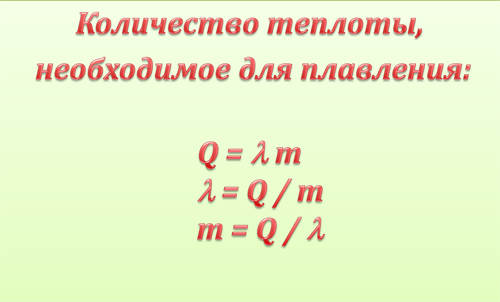 Количество теплоты,
необходимое для плавления:
Q = λ m
λ = Q / m
m = Q / λ